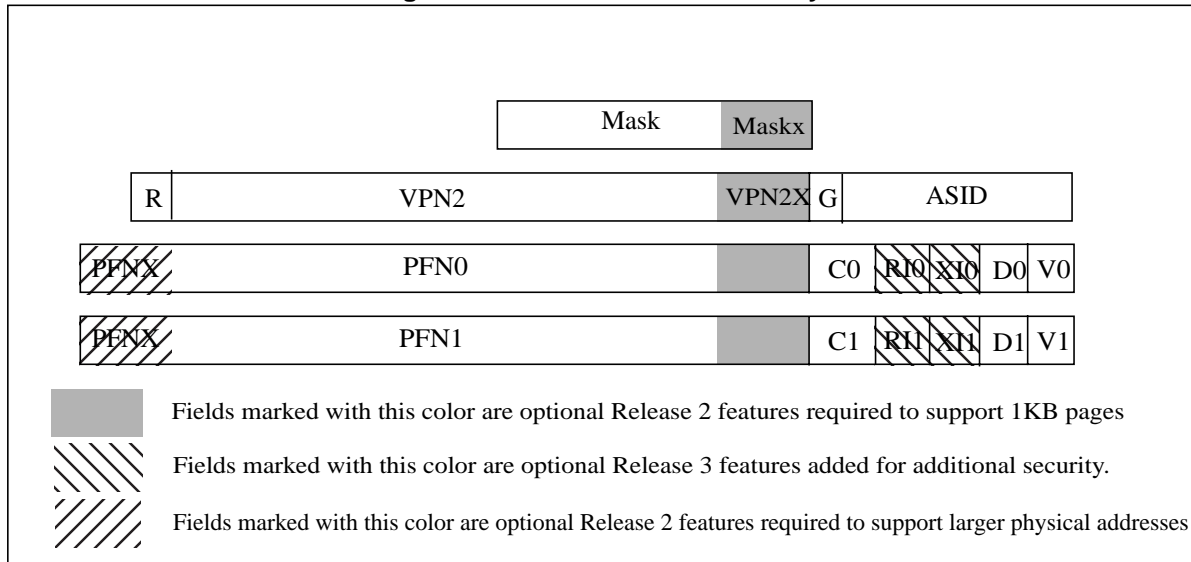 Mask Maskx
R VPN2 VPN2X G ASID
PFNX PFN0 C0 RI0 XI0 D0 V0
PFNX PFN1 C1 RI1 XI1 D1 V1
Fields marked with this color are optional Release 2 features required to support 1KB pages
Fields marked with this color are optional Release 3 features added for additional security.
Fields marked with this color are optional Release 2 features required to support larger physical addresses